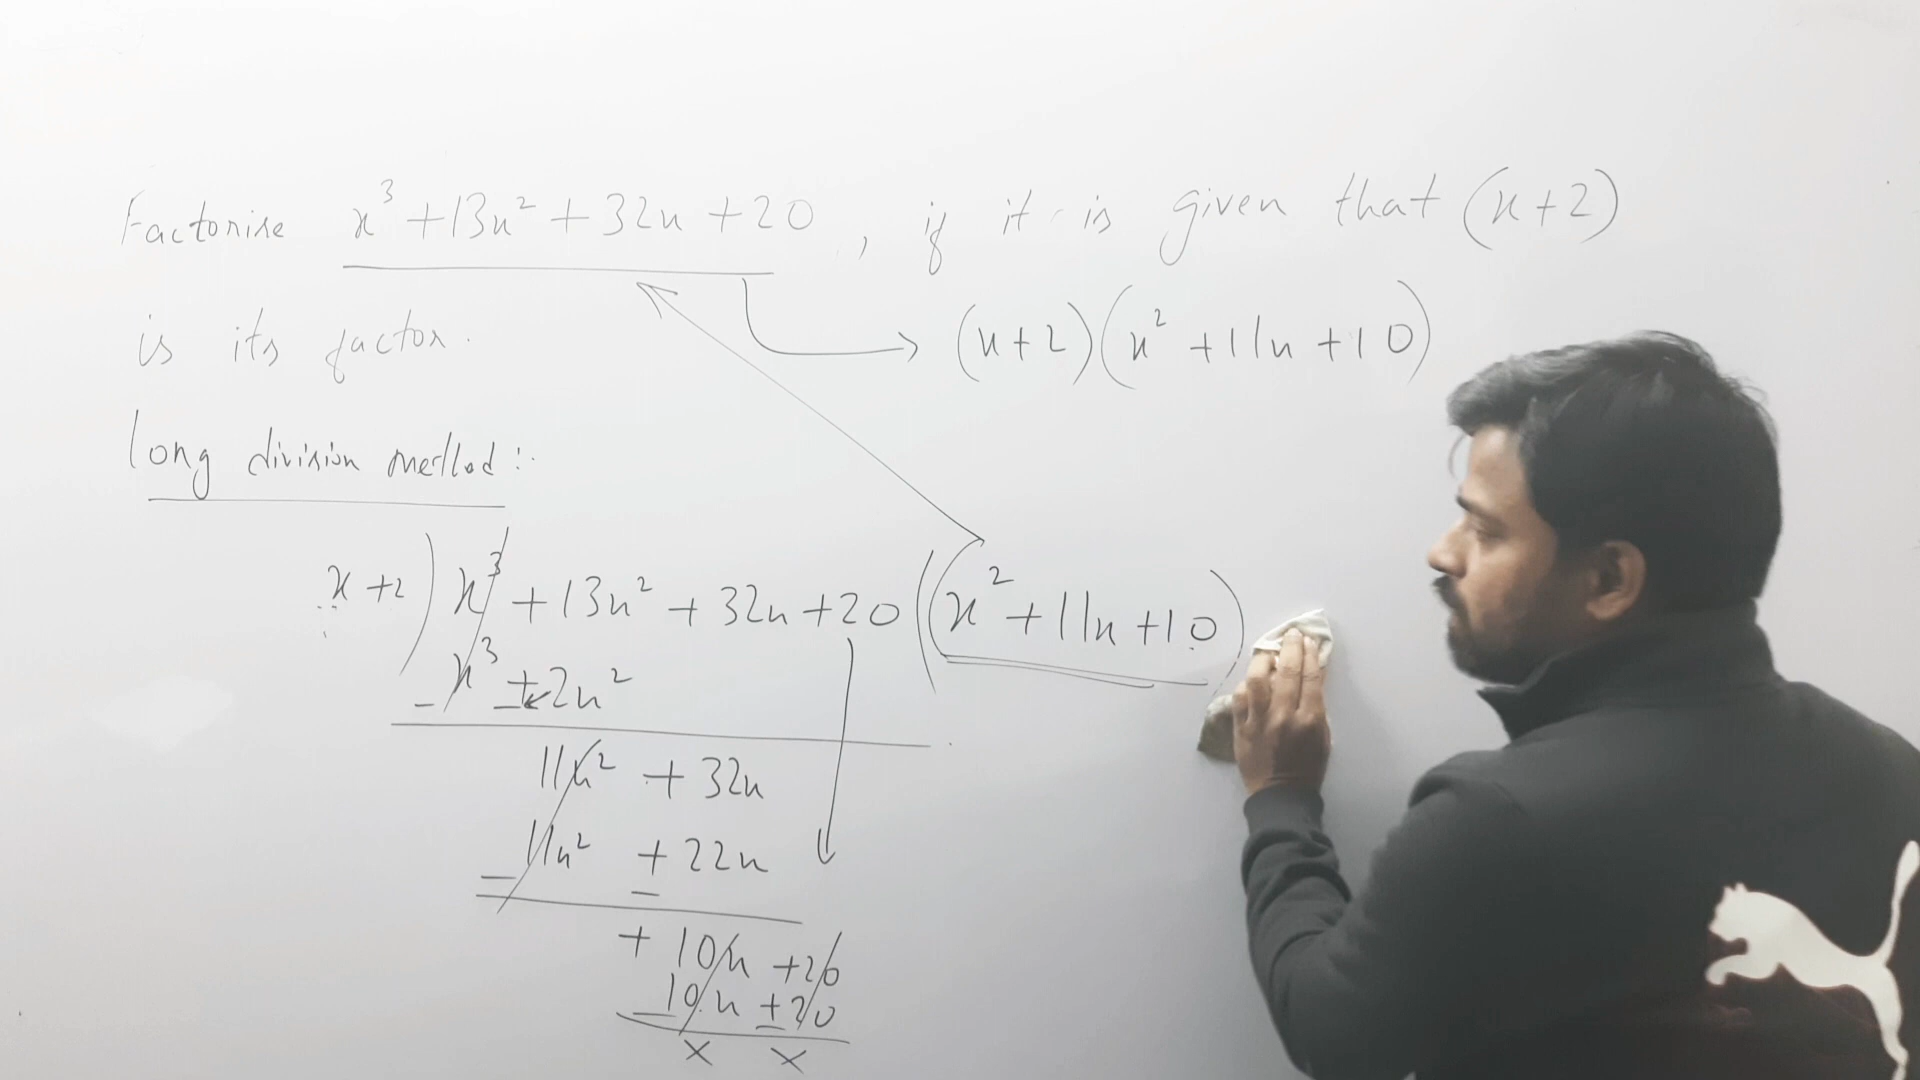 Factorise x³ + 13x² + 32x + 20 , if it is given that (x+2)
is its factor.
(x+2)(x² + 11x + 10)
long division method :-
x + 2 ) x³ + 13x² + 32x + 20 ( (x² + 11x + 10)
- x³ ± 2x²
11x² + 32x
- 11x² + 22x
-
+ 10x + 20
- 10x ± 20
x x